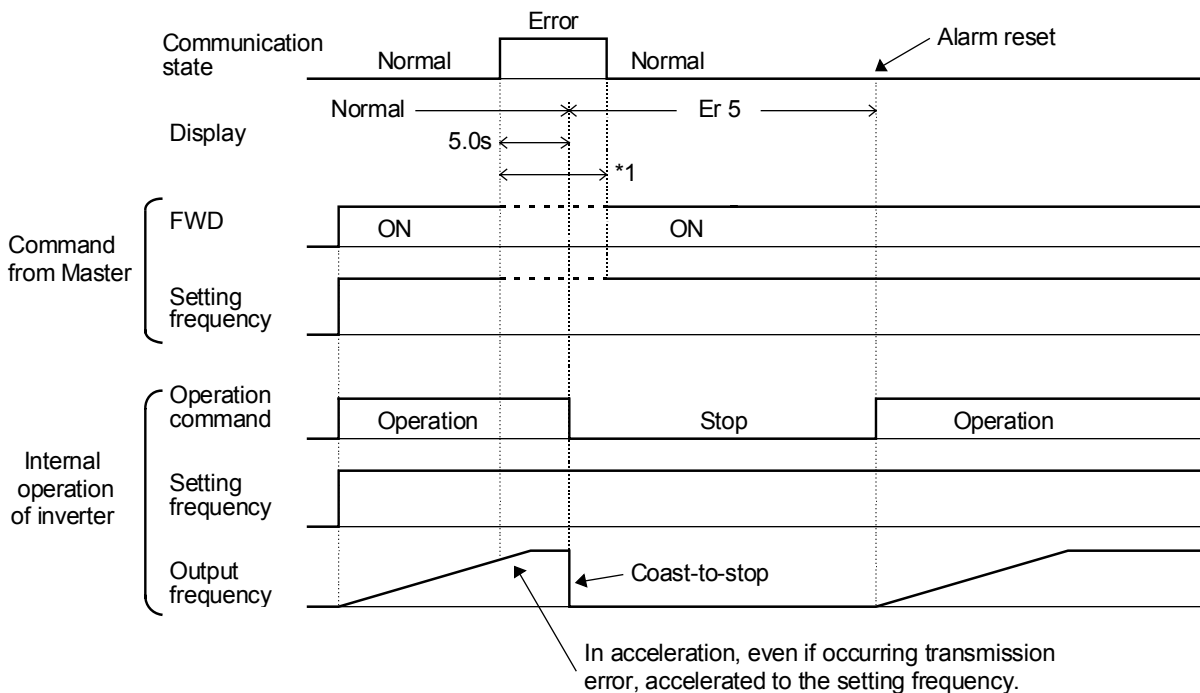 Error
Communication
state
Normal
Normal
Alarm reset
Normal
Er 5
Display
5.0s
*1
FWD
ON
ON
Command
from Master
Setting
frequency
Operation
command
Operation
Stop
Operation
Internal
operation
of inverter
Setting
frequency
Output
frequency
Coast-to-stop
In acceleration, even if occurring transmission
error, accelerated to the setting frequency.